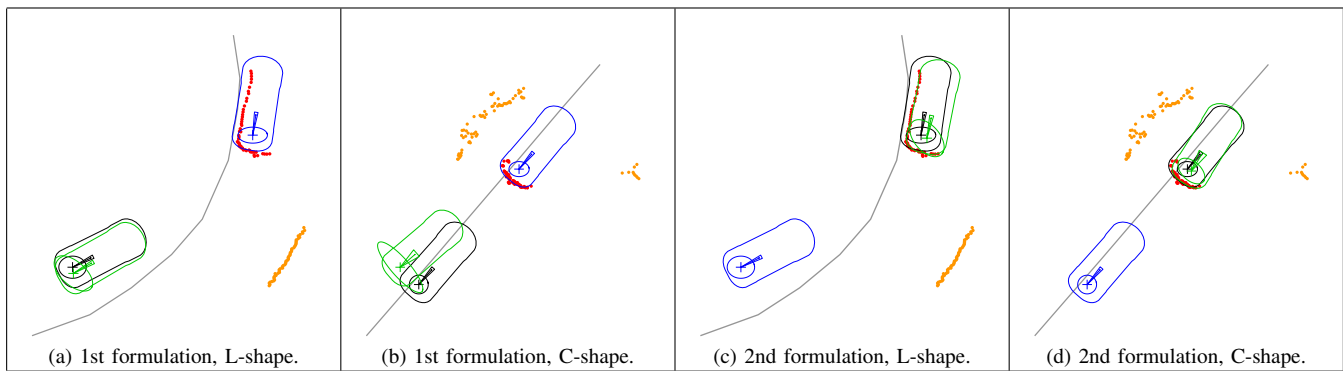 (a) 1st formulation, L-shape.
(b) 1st formulation, C-shape.
(c) 2nd formulation, L-shape.
(d) 2nd formulation, C-shape.